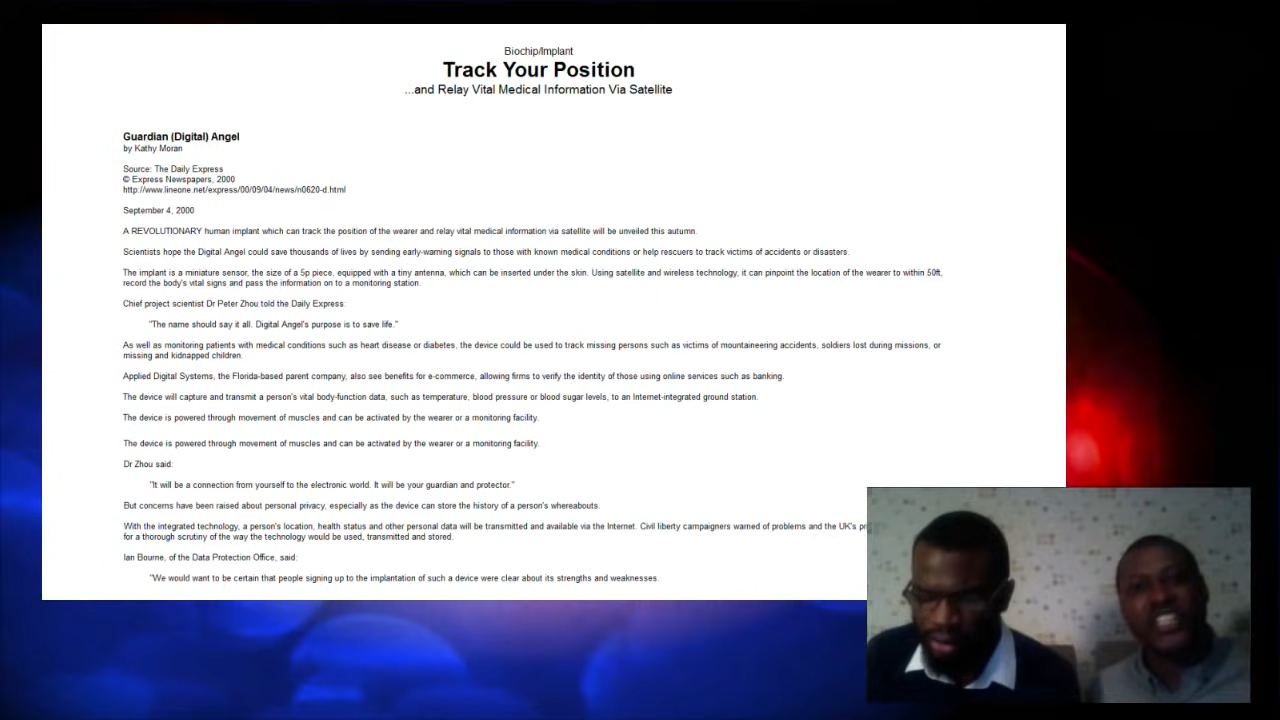 Biochip/Implant
Track Your Position
...and Relay Vital Medical Information Via Satellite
Guardian (Digital) Angel
by Kathy Moran
Source: The Daily Express
© Express Newspapers, 2000
http://www.lineone.net/express/00/09/04/news/n0620-d.html
September 4, 2000
A REVOLUTIONARY human implant which can track the position of the wearer and relay vital medical information via satellite will be unveiled this autumn.
Scientists hope the Digital Angel could save thousands of lives by sending early-warning signals to those with known medical conditions or help rescuers to track victims of accidents or disasters.
The implant is a miniature sensor, the size of a 5p piece, equipped with a tiny antenna, which can be inserted under the skin. Using satellite and wireless technology, it can pinpoint the location of the wearer to within 50ft,
record the body's vital signs and pass the information on to a monitoring station.
Chief project scientist Dr Peter Zhou told the Daily Express:
"The name should say it all. Digital Angel's purpose is to save life."
As well as monitoring patients with medical conditions such as heart disease or diabetes, the device could be used to track missing persons such as victims of mountaineering accidents, soldiers lost during missions, or
missing and kidnapped children.
Applied Digital Systems, the Florida-based parent company, also see benefits for e-commerce, allowing firms to verify the identity of those using online services such as banking.
The device will capture and transmit a person's vital body-function data, such as temperature, blood pressure or blood sugar levels, to an Internet-integrated ground station.
The device is powered through movement of muscles and can be activated by the wearer or a monitoring facility.
The device is powered through movement of muscles and can be activated by the wearer or a monitoring facility.
Dr Zhou said:
"It will be a connection from yourself to the electronic world. It will be your guardian and protector."
But concerns have been raised about personal privacy, especially as the device can store the history of a person's whereabouts.
With the integrated technology, a person's location, health status and other personal data will be transmitted and available via the Internet. Civil liberty campaigners warned of problems and the UK's
for a thorough scrutiny of the way the technology would be used, transmitted and stored.
Ian Bourne, of the Data Protection Office, said:
"We would want to be certain that people signing up to the implantation of such a device were clear about its strengths and weaknesses.